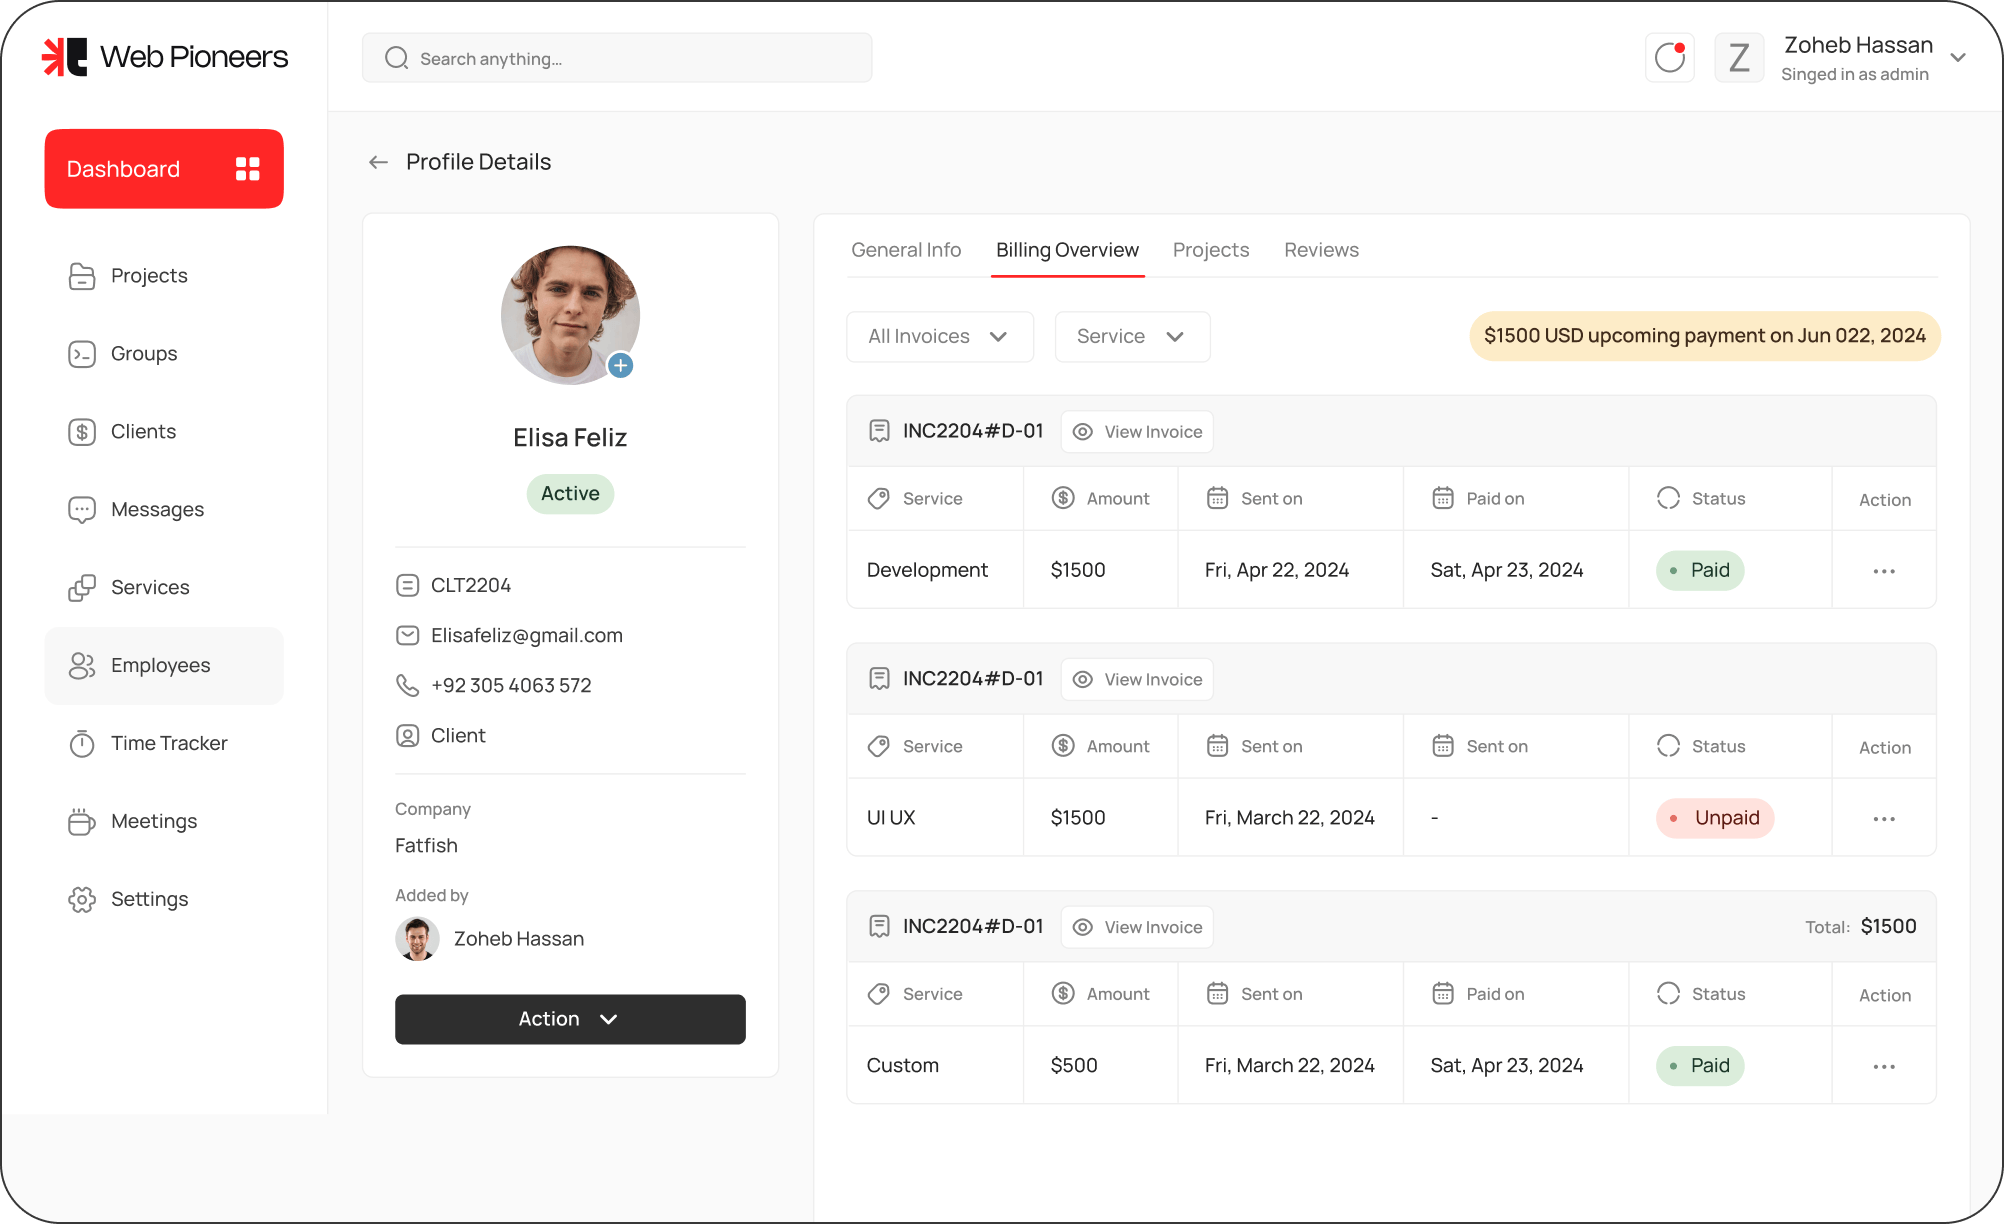 Web Pioneers
Search anything...
Z
Zoheb Hassan
Singed in as admin
Dashboard
Projects
Groups
Clients
Messages
Services
Employees
Time Tracker
Meetings
Settings
Profile Details
Elisa Feliz
Active
CLT2204
Elisafeliz@gmail.com
+92 305 4063 572
Client
Company
Fatfish
Added by
Zoheb Hassan
Action
General Info Billing Overview Projects Reviews
All Invoices Service $1500 USD upcoming payment on Jun 022, 2024
INC2204#D-01 View Invoice
Service Amount Sent on Paid on Status Action
Development $1500 Fri, Apr 22, 2024 Sat, Apr 23, 2024 Paid
INC2204#D-01 View Invoice
Service Amount Sent on Sent on Status Action
UI UX $1500 Fri, March 22, 2024 - Unpaid
INC2204#D-01 View Invoice Total: $1500
Service Amount Sent on Paid on Status Action
Custom $500 Fri, March 22, 2024 Sat, Apr 23, 2024 Paid